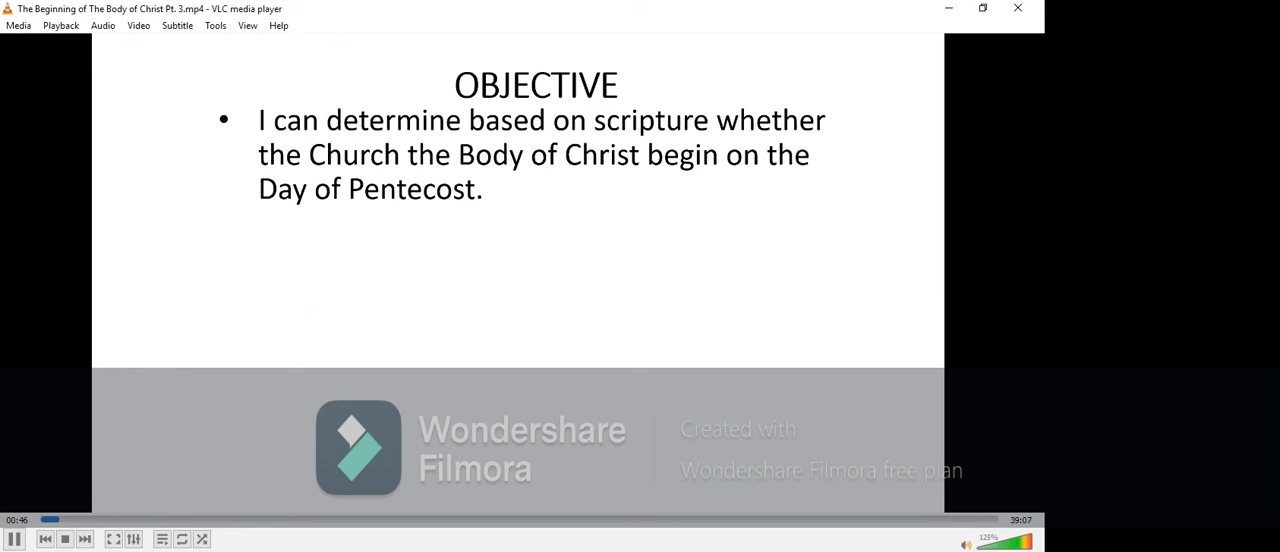 The Beginning of The Body of Christ Pt. 3.mp4 - VLC media player
Media Playback Audio Video Subtitle Tools View Help
OBJECTIVE
• I can determine based on scripture whether
the Church the Body of Christ begin on the
Day of Pentecost.
Wondershare
Filmora
Created with
Wondershare Filmora free plan
00:46
39:07
125%